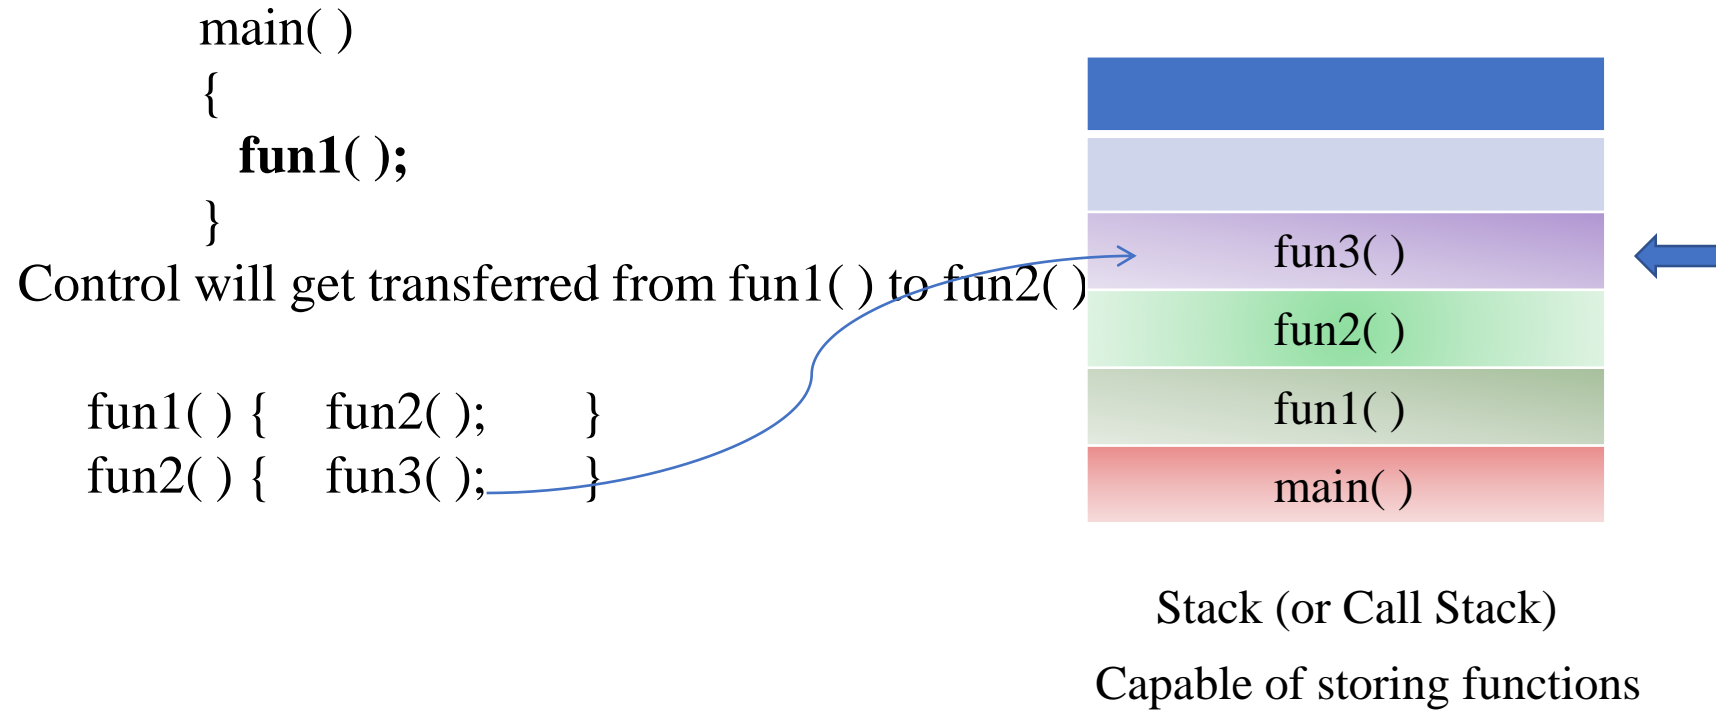 main( )
{
fun1( );
}
Control will get transferred from fun1( ) to fun2( )
fun1( ) { fun2( ); }
fun2( ) { fun3( ); }
fun3( )
fun2( )
fun1( )
main( )
Stack (or Call Stack)
Capable of storing functions